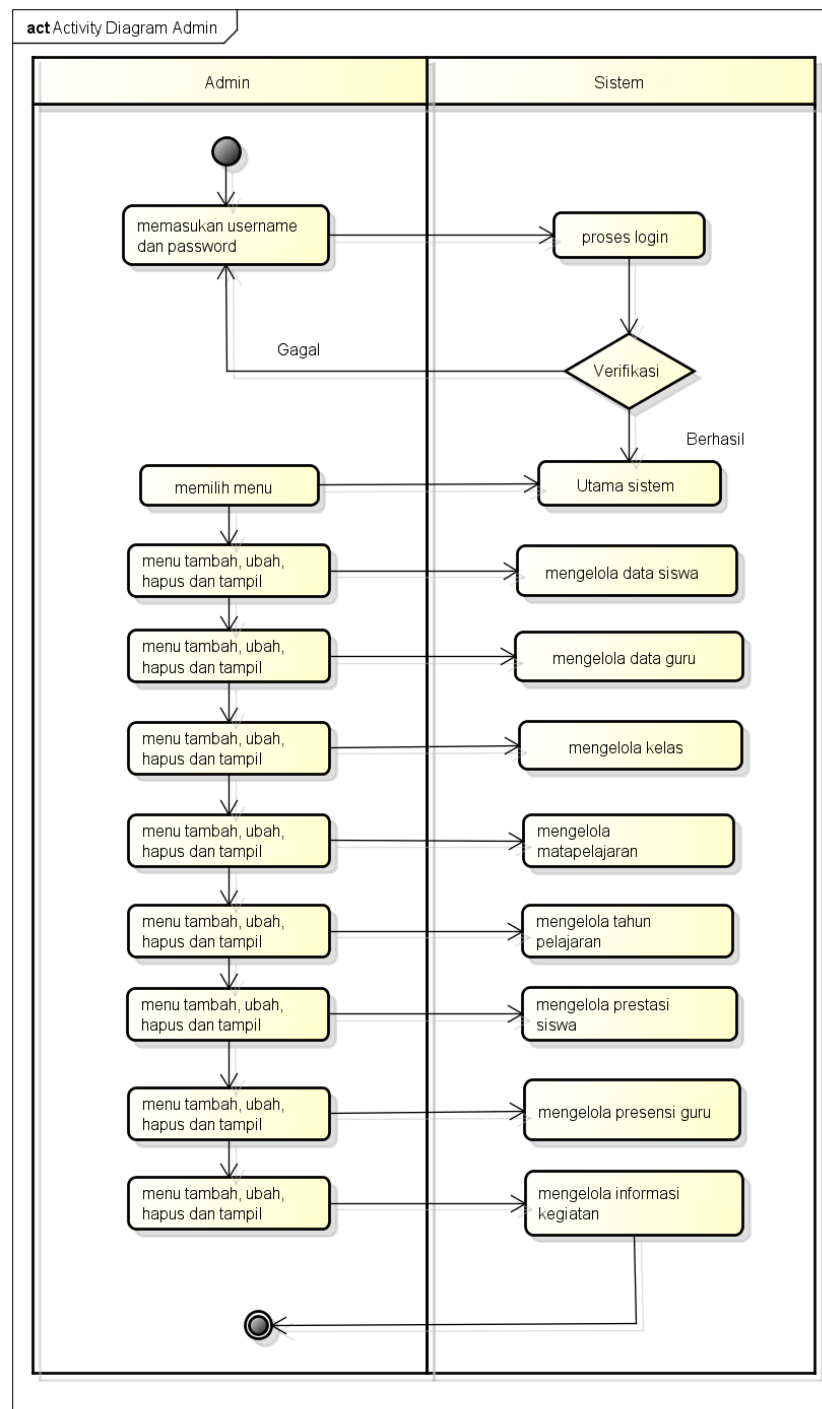 act Activity Diagram Admin
Admin
Sistem
memasukan username
dan password
proses login
Gagal
Verifikasi
Berhasil
memilih menu
Utama sistem
menu tambah, ubah,
hapus dan tampil
mengelola data siswa
menu tambah, ubah,
hapus dan tampil
mengelola data guru
menu tambah, ubah,
hapus dan tampil
mengelola kelas
menu tambah, ubah,
hapus dan tampil
mengelola
matapelajaran
menu tambah, ubah,
hapus dan tampil
mengelola tahun
pelajaran
menu tambah, ubah,
hapus dan tampil
mengelola prestasi
siswa
menu tambah, ubah,
hapus dan tampil
mengelola presensi guru
menu tambah, ubah,
hapus dan tampil
mengelola informasi
kegiatan